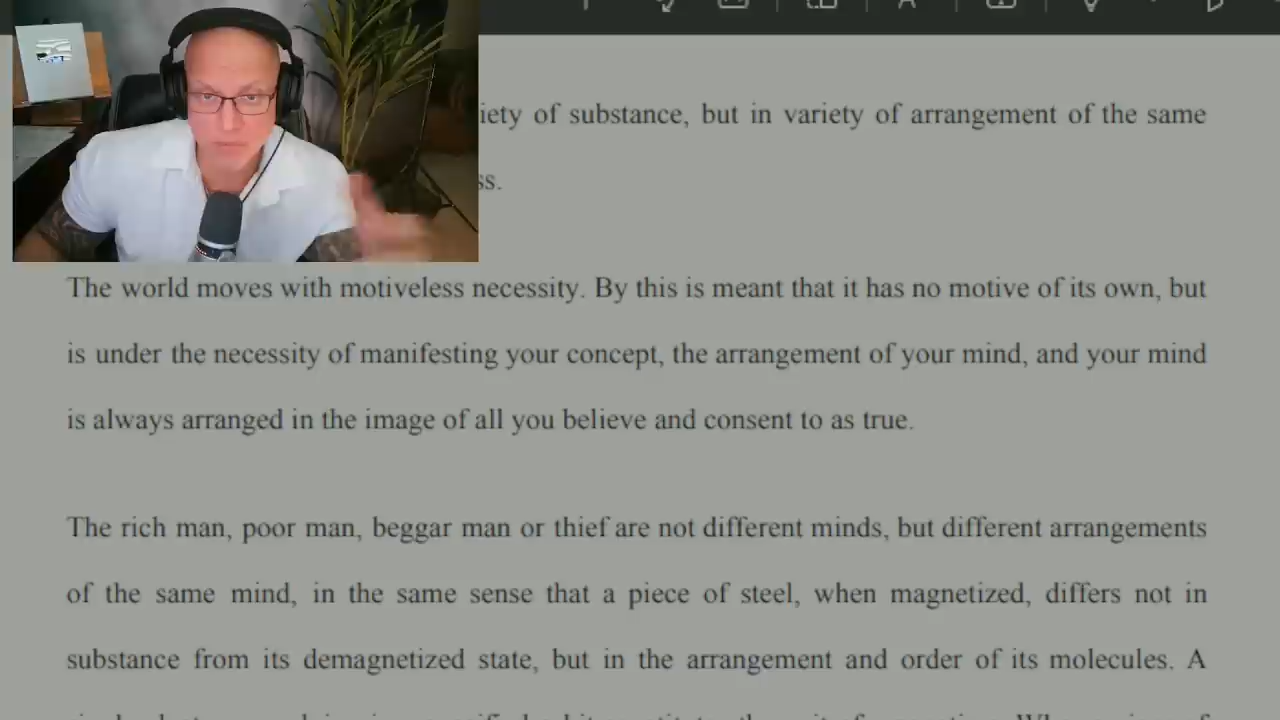 iety of substance, but in variety of arrangement of the same
ss.
The world moves with motiveless necessity. By this is meant that it has no motive of its own, but
is under the necessity of manifesting your concept, the arrangement of your mind, and your mind
is always arranged in the image of all you believe and consent to as true.
The rich man, poor man, beggar man or thief are not different minds, but different arrangements
of the same mind, in the same sense that a piece of steel, when magnetized, differs not in
substance from its demagnetized state, but in the arrangement and order of its molecules. A